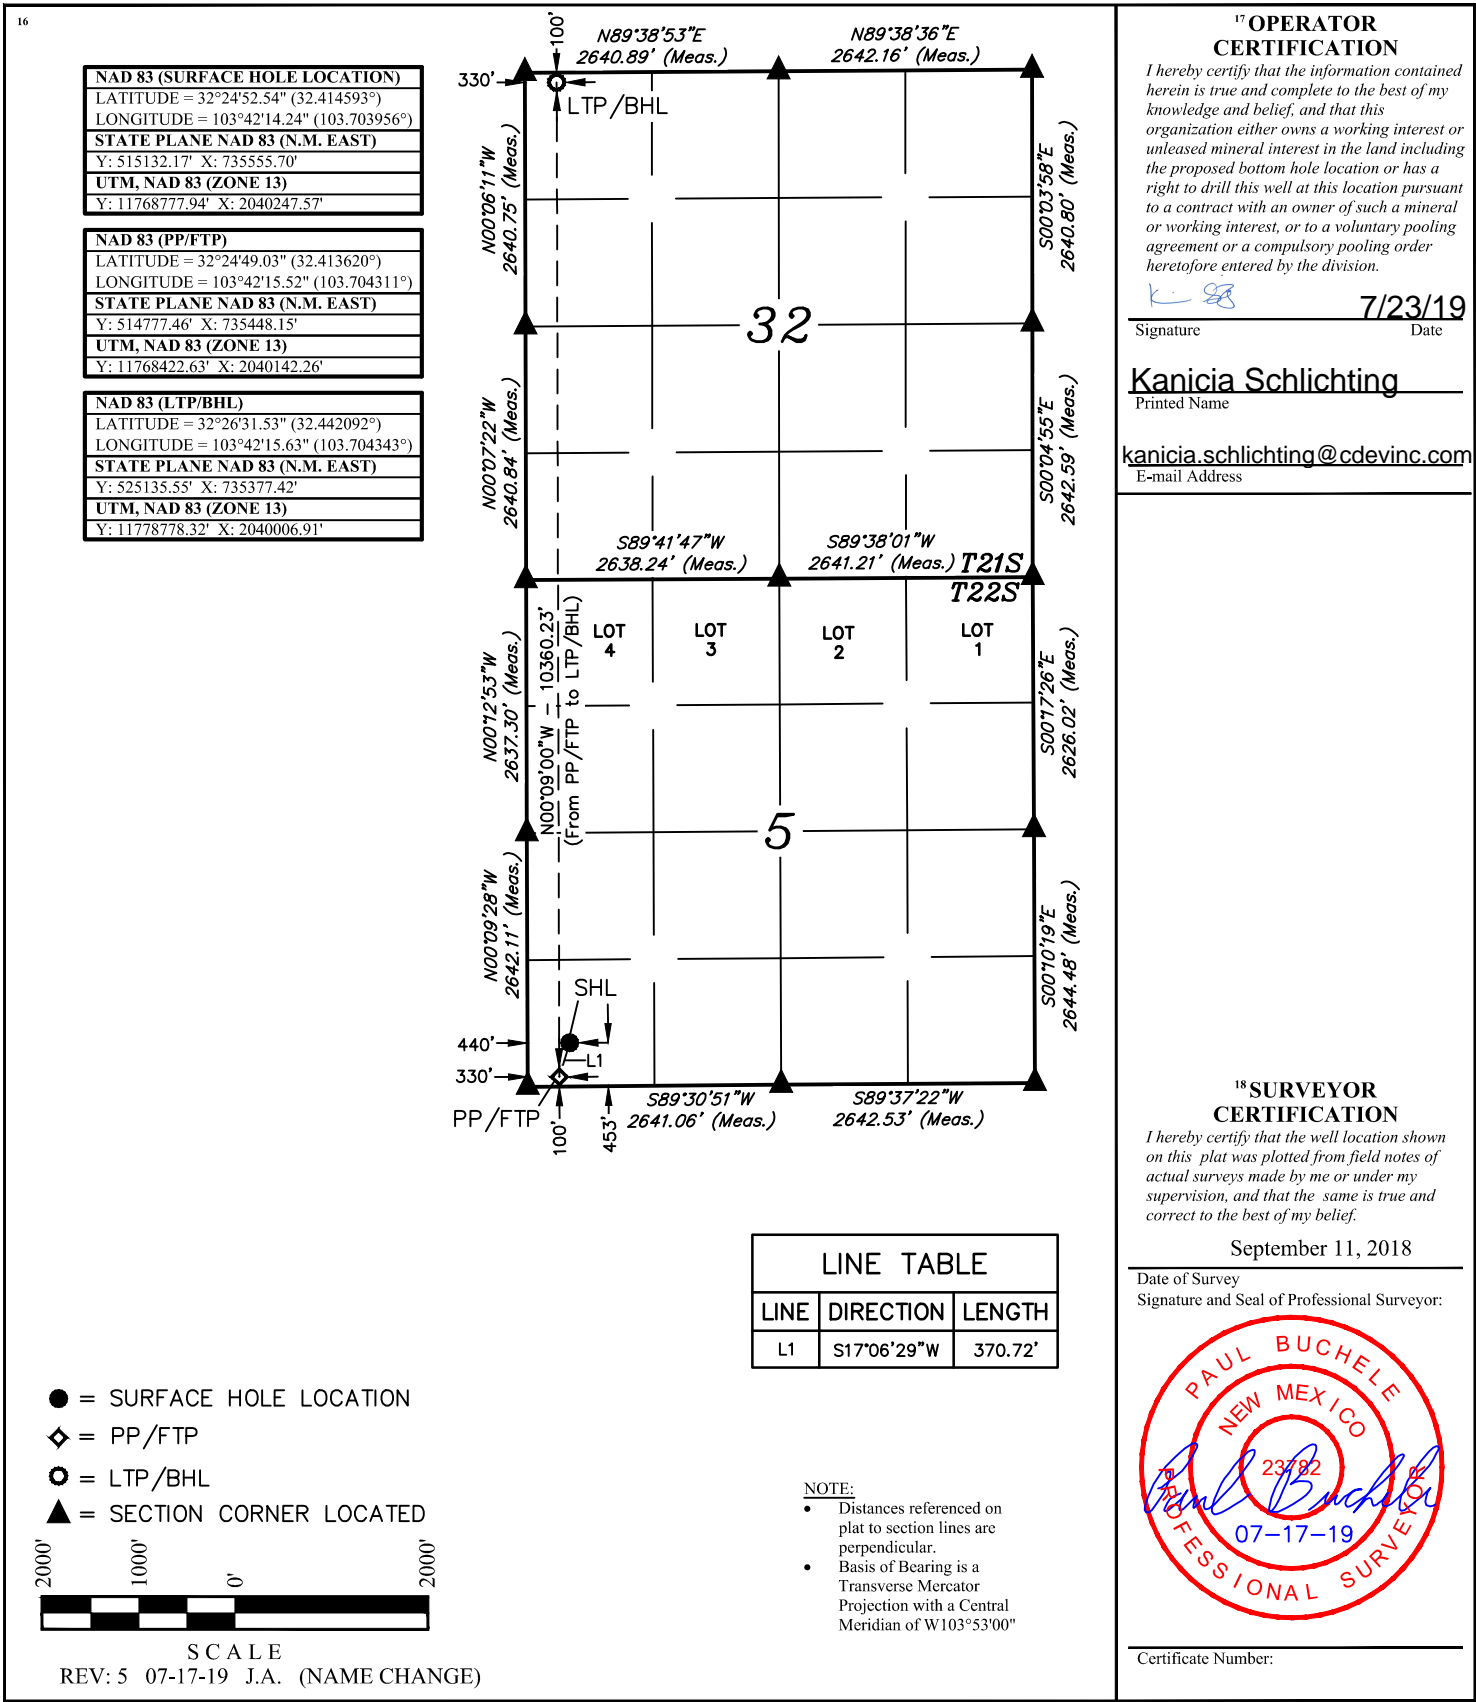 16
NAD 83 (SURFACE HOLE LOCATION)
LATITUDE = 32°24'52.54" (32.414593°)
LONGITUDE = 103°42'14.24" (103.703956°)
STATE PLANE NAD 83 (N.M. EAST)
Y: 515132.17' X: 735555.70'
UTM, NAD 83 (ZONE 13)
Y: 11768777.94' X: 2040247.57'
NAD 83 (PP/FTP)
LATITUDE = 32°24'49.03" (32.413620°)
LONGITUDE = 103°42'15.52" (103.704311°)
STATE PLANE NAD 83 (N.M. EAST)
Y: 514777.46' X: 735448.15'
UTM, NAD 83 (ZONE 13)
Y: 11768422.63' X: 2040142.26'
NAD 83 (LTP/BHL)
LATITUDE = 32°26'31.53" (32.442092°)
LONGITUDE = 103°42'15.63" (103.704343°)
STATE PLANE NAD 83 (N.M. EAST)
Y: 525135.55' X: 735377.42'
UTM, NAD 83 (ZONE 13)
Y: 11778778.32' X: 2040006.91'
100'
N89°38'53"E
2640.89' (Meas.)
N89°38'36"E
2642.16' (Meas.)
330'
LTP/BHL
N00°06'11"W
2640.75' (Meas.)
S00°03'58"E
2640.80' (Meas.)
32
N00°07'22"W
2640.84' (Meas.)
S00°04'55"E
2642.59' (Meas.)
S89°41'47"W
2638.24' (Meas.)
S89°38'01"W
2641.21' (Meas.)
T21S
T22S
LOT
4
LOT
3
LOT
2
LOT
1
N00°12'53"W
2637.30' (Meas.)
N00°09'00"W – 10360.23'
(From PP/FTP to LTP/BHL)
S00°17'26"E
2626.02' (Meas.)
5
N00°09'28"W
2642.11' (Meas.)
S00°10'19"E
2644.48' (Meas.)
SHL
440'
L1
330'
PP/FTP
100'
453'
S89°30'51"W
2641.06' (Meas.)
S89°37'22"W
2642.53' (Meas.)
LINE TABLE
LINE DIRECTION LENGTH
L1 S17°06'29"W 370.72'
● = SURFACE HOLE LOCATION
= PP/FTP
= LTP/BHL
▲ = SECTION CORNER LOCATED
2000' 1000' 0' 2000'
SCALE
REV: 5 07-17-19 J.A. (NAME CHANGE)
NOTE:
• Distances referenced on
plat to section lines are
perpendicular.
• Basis of Bearing is a
Transverse Mercator
Projection with a Central
Meridian of W103°53'00"
17 OPERATOR
CERTIFICATION
I hereby certify that the information contained
herein is true and complete to the best of my
knowledge and belief, and that this
organization either owns a working interest or
unleased mineral interest in the land including
the proposed bottom hole location or has a
right to drill this well at this location pursuant
to a contract with an owner of such a mineral
or working interest, or to a voluntary pooling
agreement or a compulsory pooling order
heretofore entered by the division.
7/23/19
Signature Date
Kanicia Schlichting
Printed Name
kanicia.schlichting@cdevinc.com
E-mail Address
18 SURVEYOR
CERTIFICATION
I hereby certify that the well location shown
on this plat was plotted from field notes of
actual surveys made by me or under my
supervision, and that the same is true and
correct to the best of my belief.
September 11, 2018
Date of Survey
Signature and Seal of Professional Surveyor:
PAUL BUCHELE
NEW MEXICO
23782
Paul Buchele
07-17-19
PROFESSIONAL SURVEYOR
Certificate Number: